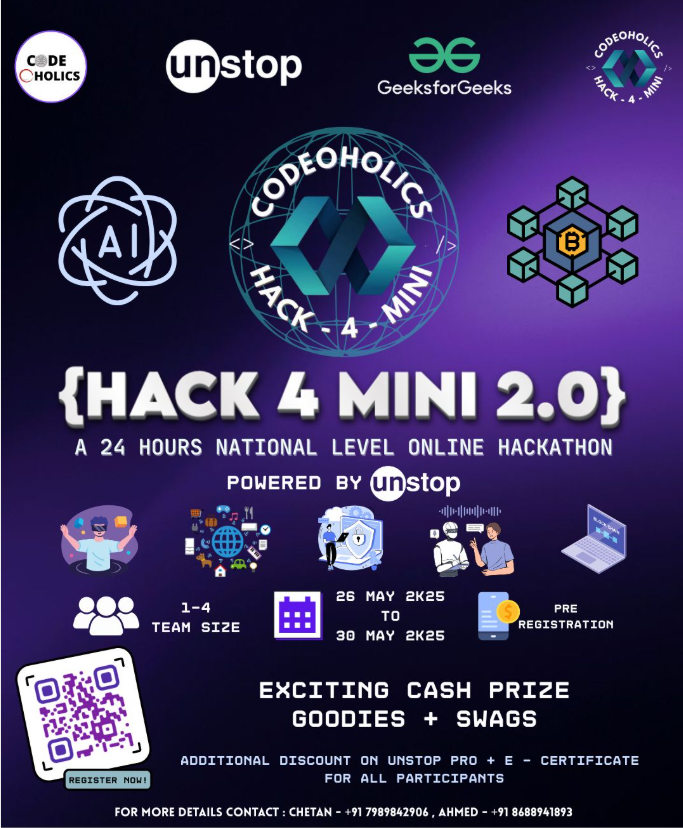 CODE
HOLICS
unstop
GeeksforGeeks
CODEOHOLICS
< > />
HACK - 4 - MINI
CODEOHOLICS
AI
<> />
B
HACK - 4 - MINI
{HACK 4 MINI 2.0}
A 24 HOURS NATIONAL LEVEL ONLINE HACKATHON
POWERED BY unstop
BLOCKCHAIN
1-4
TEAM SIZE
26 MAY 2K25
TO
30 MAY 2K25
PRE
REGISTRATION
EXCITING CASH PRIZE
GOODIES + SWAGS
REGISTER NOW!
ADDITIONAL DISCOUNT ON UNSTOP PRO + E - CERTIFICATE
FOR ALL PARTICIPANTS
FOR MORE DETAILS CONTACT : CHETAN - +91 7989842906 , AHMED - +91 8688941893